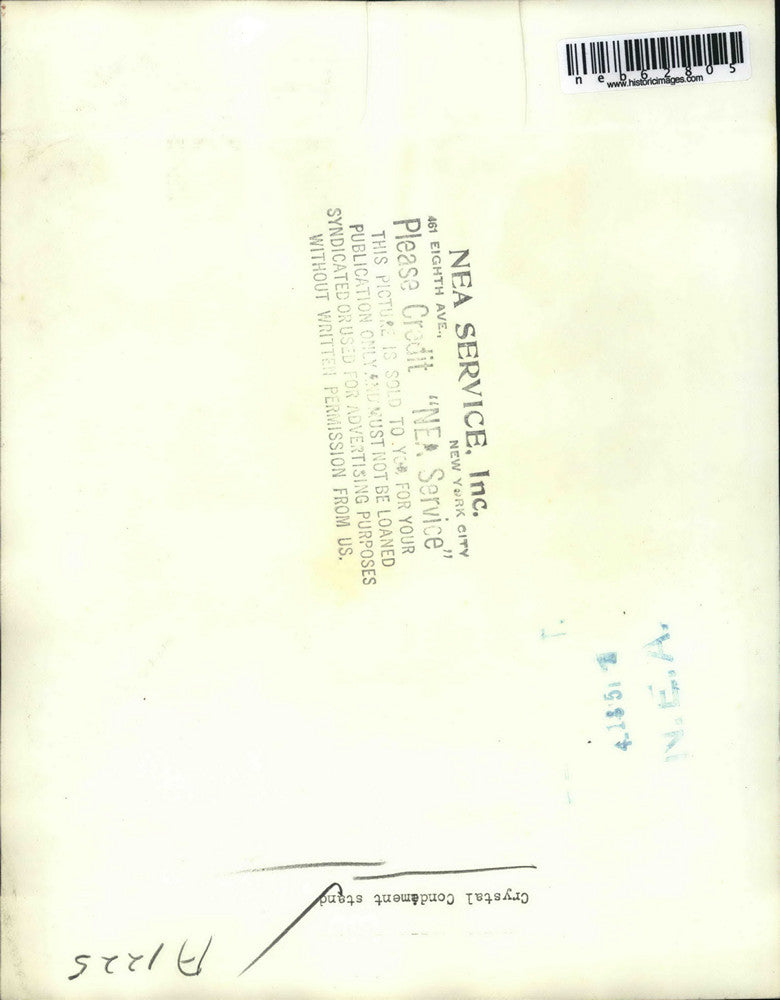 neb62805
www.historicimages.com
NEA SERVICE, Inc.
461 EIGHTH AVE., NEW YORK CITY
Please Credit "NEA Service"
THIS PICTURE IS SOLD TO YOU FOR YOUR
PUBLICATION ONLY AND MUST NOT BE LOANED
SYNDICATED OR USED FOR ADVERTISING PURPOSES
WITHOUT WRITTEN PERMISSION FROM US.
N.E.A.
Crystal Condiment stand
A1225